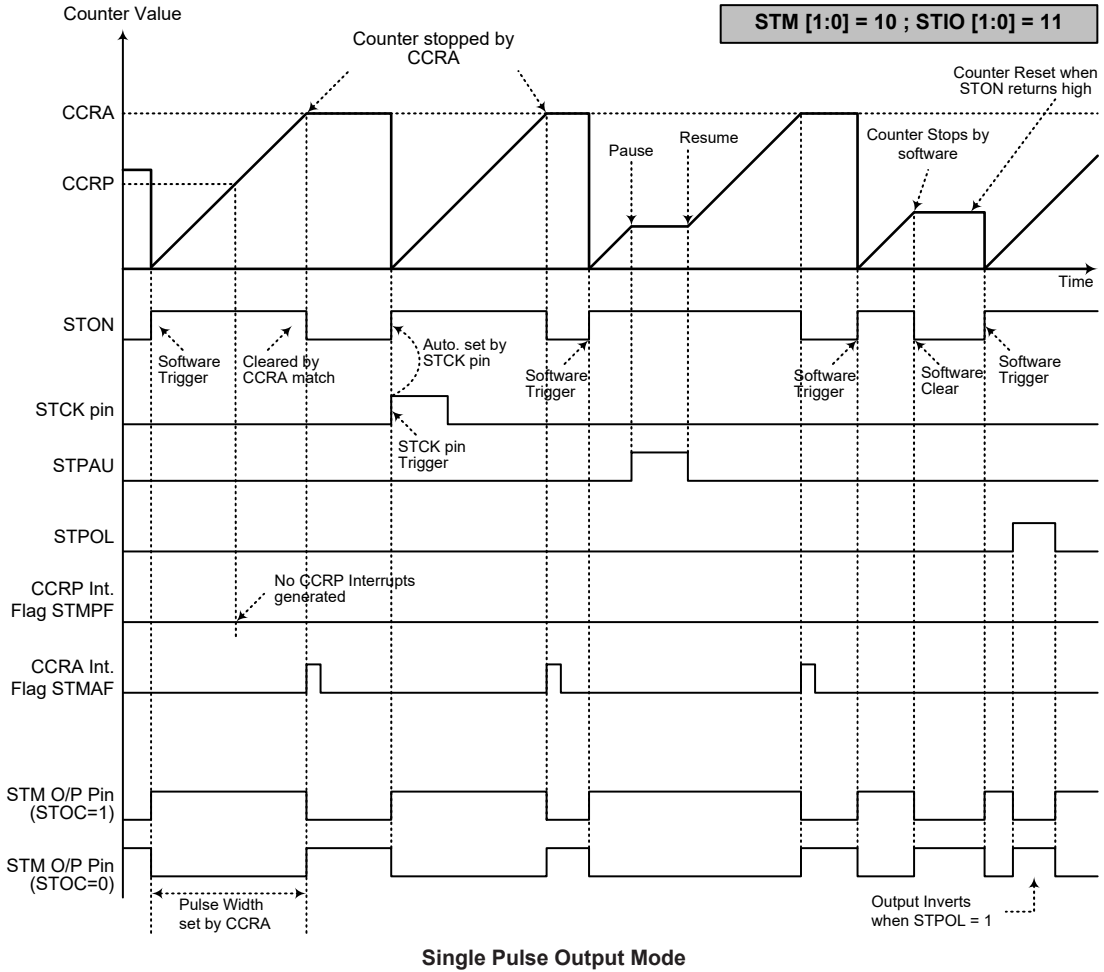 Counter Value
STM [1:0] = 10 ; STIO [1:0] = 11
Counter stopped by
CCRA
Counter Reset when
STON returns high
CCRA
Pause
Resume
Counter Stops by
software
CCRP
Time
STON
Software
Trigger
Cleared by
CCRA match
Auto. set by
STCK pin
Software
Trigger
Software
Trigger
Software
Clear
Software
Trigger
STCK pin
STCK pin
Trigger
STPAU
STPOL
CCRP Int.
Flag STMPF
No CCRP Interrupts
generated
CCRA Int.
Flag STMAF
STM O/P Pin
(STOC=1)
STM O/P Pin
(STOC=0)
Pulse Width
set by CCRA
Output Inverts
when STPOL = 1
Single Pulse Output Mode